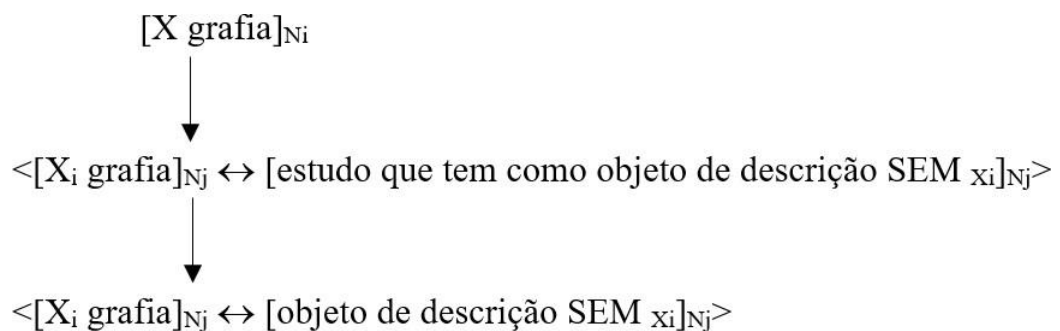 [X grafia]Ni
<[Xi grafia]Nj ↔ [estudo que tem como objeto de descrição SEM Xi]Nj>
<[Xi grafia]Nj ↔ [objeto de descrição SEM Xi]Nj>